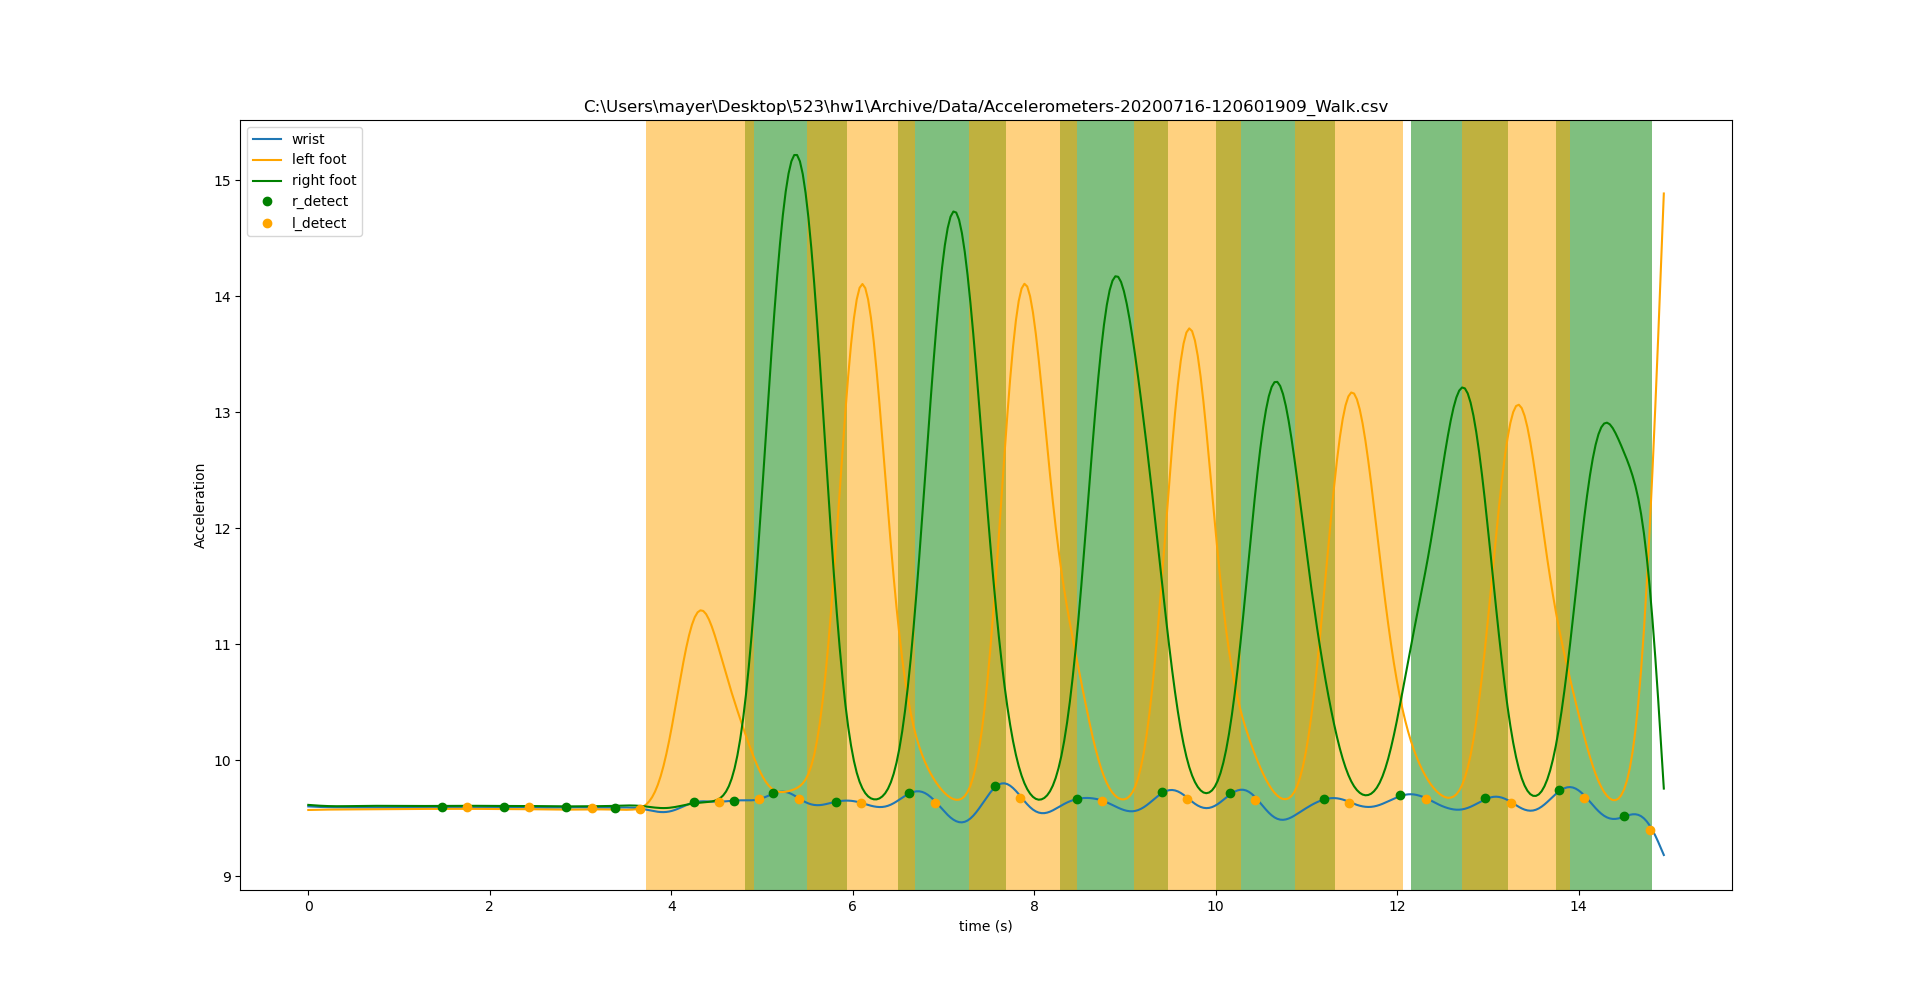 C:\Users\mayer\Desktop\523\hw1\Archive/Data/Accelerometers-20200716-120601909_Walk.csv
wrist
left foot
right foot
r_detect
l_detect
Acceleration
15
14
13
12
11
10
9
0 2 4 6 8 10 12 14
time (s)